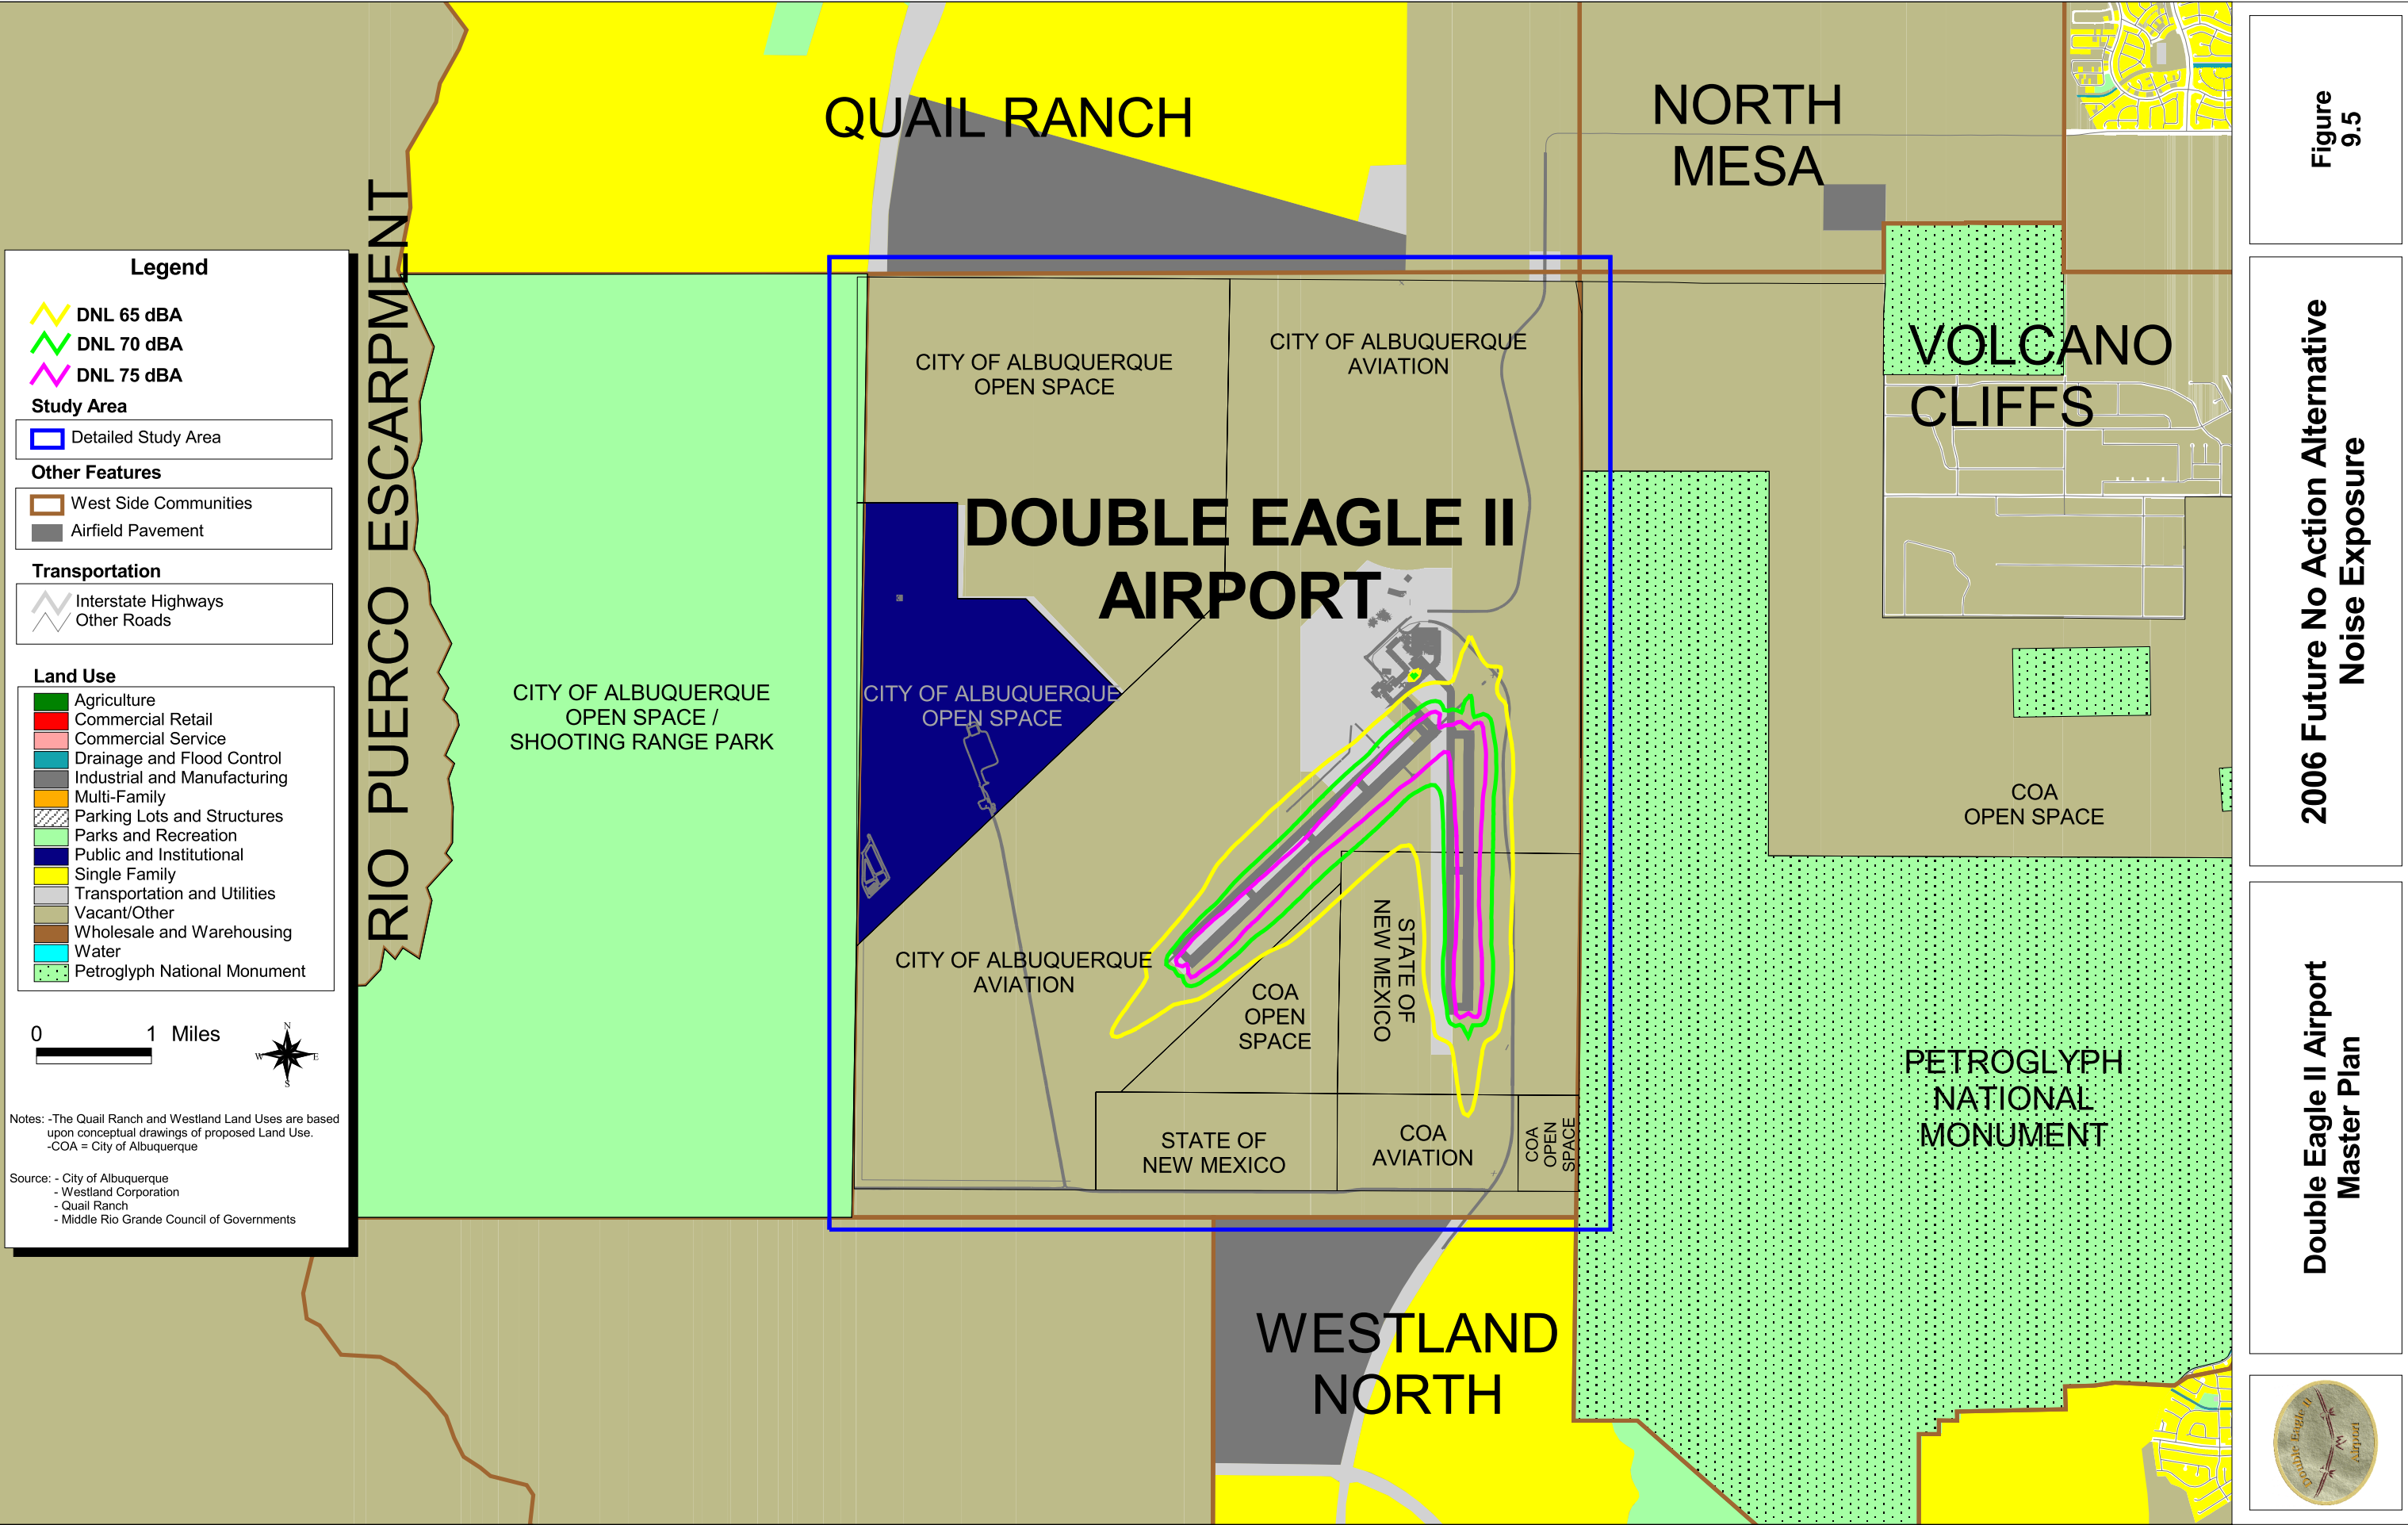 QUAIL RANCH
NORTH
MESA
RIO PUERCO ESCARPMENT
VOLCANO
CLIFFS
CITY OF ALBUQUERQUE
OPEN SPACE
CITY OF ALBUQUERQUE
AVIATION
DOUBLE EAGLE II
AIRPORT
CITY OF ALBUQUERQUE
OPEN SPACE /
SHOOTING RANGE PARK
CITY OF ALBUQUERQUE
OPEN SPACE
COA
OPEN SPACE
CITY OF ALBUQUERQUE
AVIATION
COA
OPEN
SPACE
STATE OF
NEW MEXICO
STATE OF
NEW MEXICO
COA
AVIATION
COA
OPEN
SPACE
PETROGLYPH
NATIONAL
MONUMENT
WESTLAND
NORTH
Legend
DNL 65 dBA
DNL 70 dBA
DNL 75 dBA
Study Area
Detailed Study Area
Other Features
West Side Communities
Airfield Pavement
Transportation
Interstate Highways
Other Roads
Land Use
Agriculture
Commercial Retail
Commercial Service
Drainage and Flood Control
Industrial and Manufacturing
Multi-Family
Parking Lots and Structures
Parks and Recreation
Public and Institutional
Single Family
Transportation and Utilities
Vacant/Other
Wholesale and Warehousing
Water
Petroglyph National Monument
0 1 Miles
N
W E
S
Notes: -The Quail Ranch and Westland Land Uses are based
upon conceptual drawings of proposed Land Use.
-COA = City of Albuquerque
Source: - City of Albuquerque
- Westland Corporation
- Quail Ranch
- Middle Rio Grande Council of Governments
Figure
9.5
2006 Future No Action Alternative
Noise Exposure
Double Eagle II Airport
Master Plan
Double Eagle II
Airport